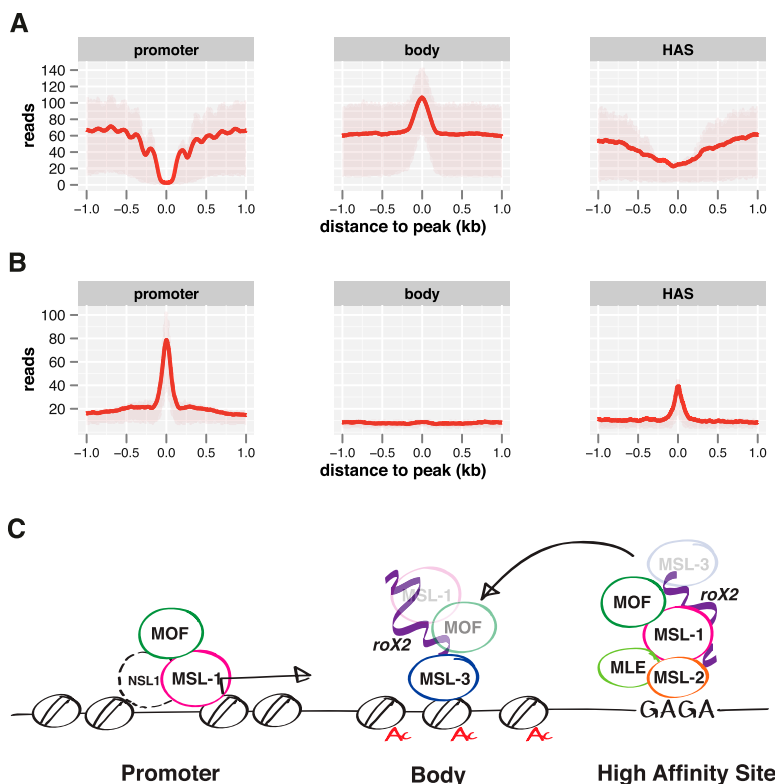 A
promoter body HAS
140
120
100
80
60
40
20
0
reads
−1.0 −0.5 0.0 0.5 1.0 −1.0 −0.5 0.0 0.5 1.0 −1.0 −0.5 0.0 0.5 1.0
distance to peak (kb)
B
promoter body HAS
100
80
60
40
20
reads
−1.0 −0.5 0.0 0.5 1.0 −1.0 −0.5 0.0 0.5 1.0 −1.0 −0.5 0.0 0.5 1.0
distance to peak (kb)
C
MSL-3
MSL-1
MOF
roX2
MOF
MOF
MSL-1
roX2
NSL1
MSL-1
MSL-3
MLE
MSL-2
GAGA
Ac Ac Ac
Promoter Body High Affinity Site